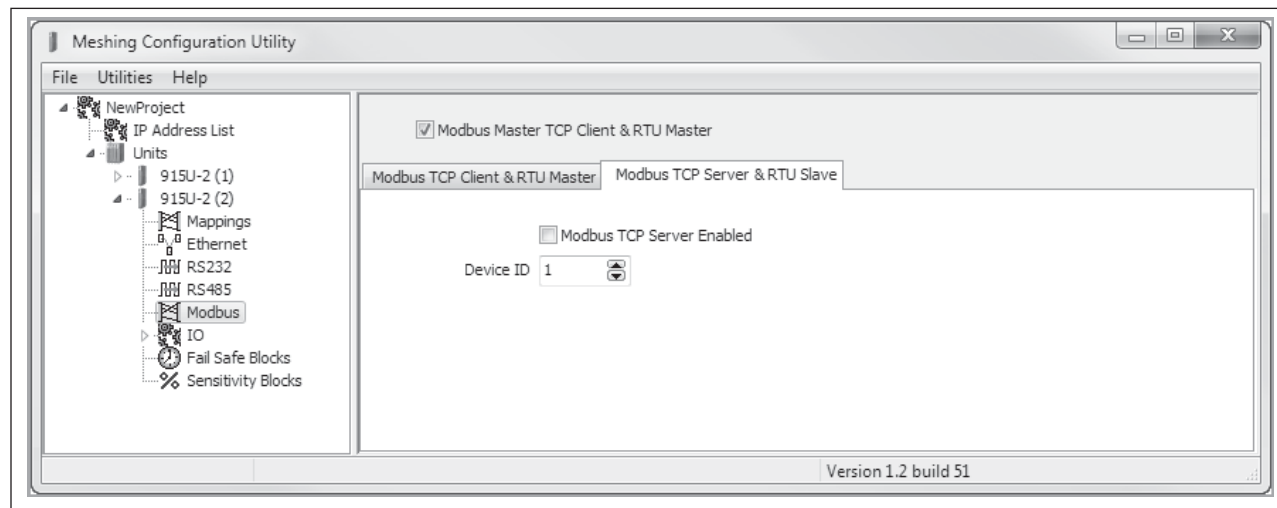 Meshing Configuration Utility
File Utilities Help
NewProject
IP Address List
Units
915U-2 (1)
915U-2 (2)
Mappings
Ethernet
RS232
RS485
Modbus
IO
Fail Safe Blocks
Sensitivity Blocks
Modbus Master TCP Client & RTU Master
Modbus TCP Client & RTU Master
Modbus TCP Server & RTU Slave
Modbus TCP Server Enabled
Device ID 1
Version 1.2 build 51